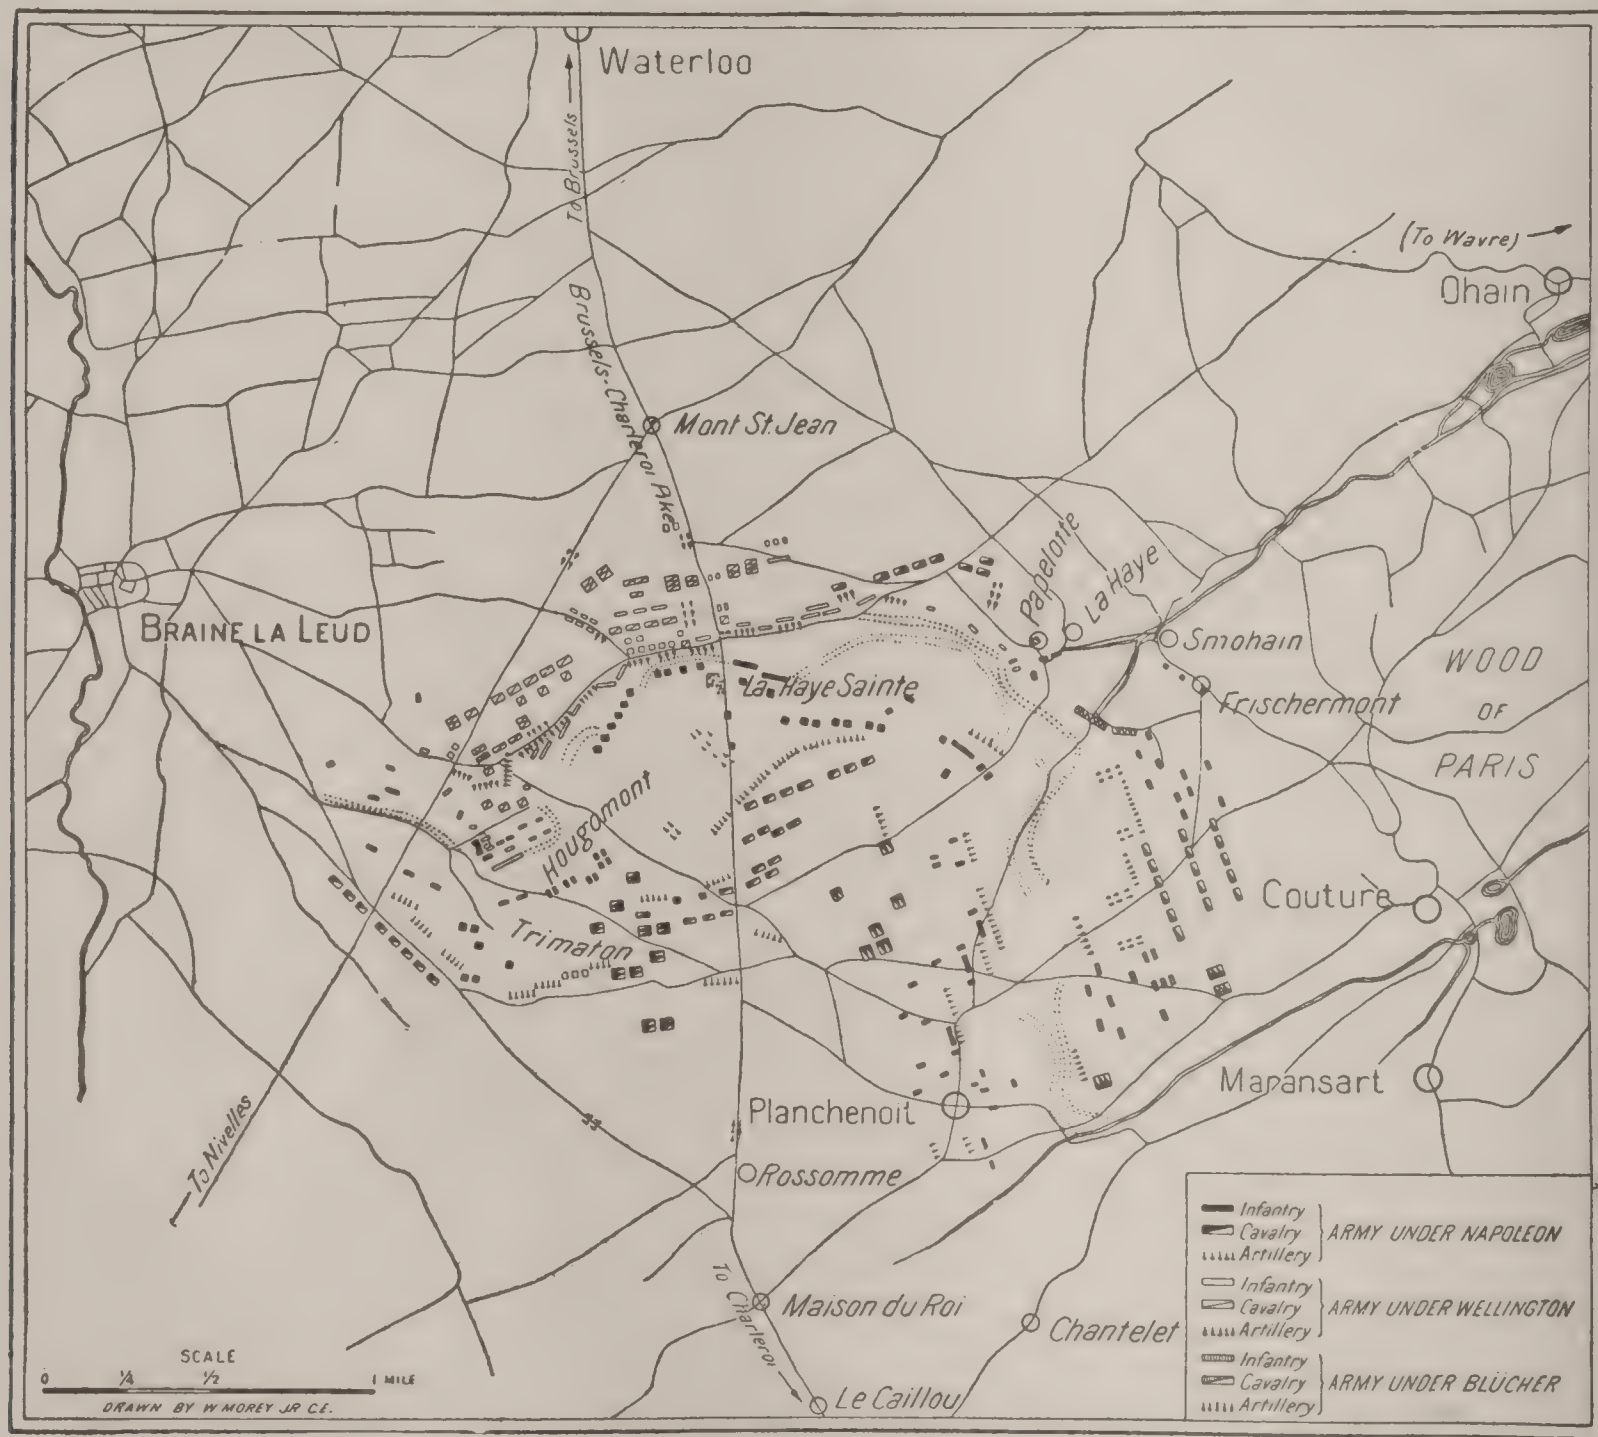 Waterloo
To Brussels
(To Wavre)
Ohain
Brussels-Charleroi Pike
Mont St. Jean
Papelotte
La Haye
BRAINE LA LEUD
Smohain
WOOD
OF
PARIS
La Haye Sainte
Frischermont
Hougomont
Couture
Trimaton
Mapansart
Planchenoit
To Nivelles
Rossomme
To Charleroi
Maison du Roi
Chantelet
Le Caillou
Infantry
Cavalry
Artillery
ARMY UNDER NAPOLEON
Infantry
Cavalry
Artillery
ARMY UNDER WELLINGTON
Infantry
Cavalry
Artillery
ARMY UNDER BLÜCHER
SCALE
0 1/4 1/2 1 MILE
DRAWN BY W MOREY JR C.E.